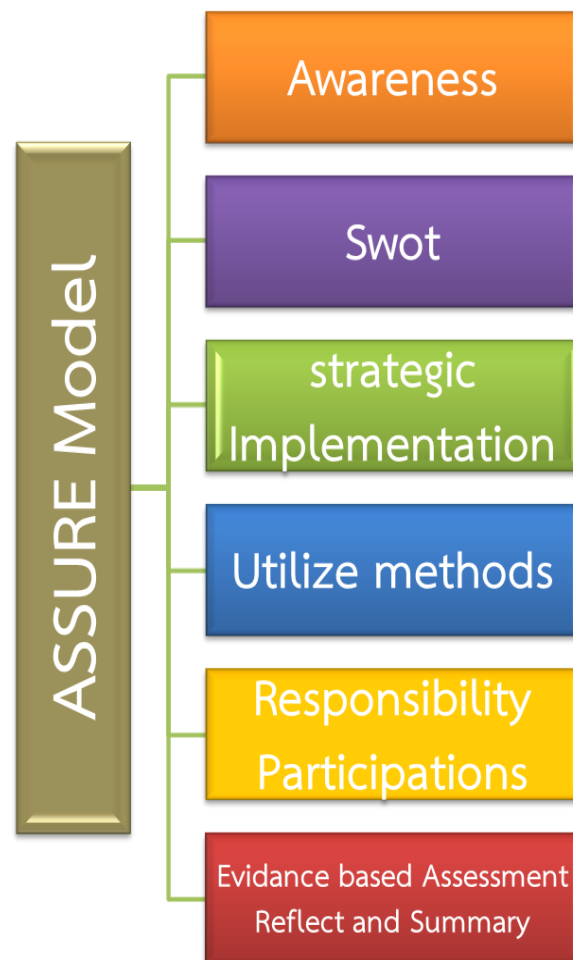 ASSURE Model
Awareness
Swot
strategic
Implementation
Utilize methods
Responsibility
Participations
Evidance based Assessment
Reflect and Summary